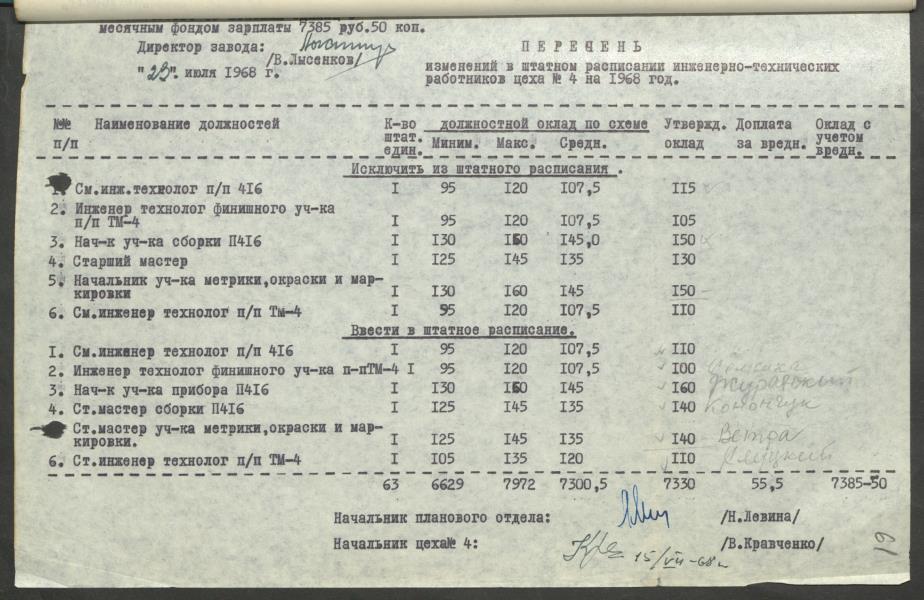 месячным фондом зарплаты 7385 руб.50 коп.
Директор завода:
/В.Лысенков/
"23". июля 1968 г.
ПЕРЕЧЕНЬ
изменений в штатном расписании инженерно-технических
работников цеха № 4 на 1968 год.
№№ п/п Наименование должностей К-во штат. един. должностной оклад по схеме Миним. Макс. Средн. Утвержд. оклад Доплата за вредн. Оклад с учетом вредн.
Исключить из штатного расписания .
1. См.инж.технолог п/п 4I6 I 95 I20 I07,5 II5
2. Инженер технолог финишного уч-ка
п/п ТМ-4 I 95 I20 I07,5 I05
3. Нач-к уч-ка сборки П4I6 I I30 I60 I45,0 I50
4. Старший мастер I I25 I45 I35 I30
5. Начальник уч-ка метрики,окраски и мар-
кировки I I30 I60 I45 I50
6. См.инженер технолог п/п Тм-4 I 95 I20 I07,5 II0
Ввести в штатное расписание.
I. См.инженер технолог п/п 4I6 I 95 I20 I07,5 II0
2. Инженер технолог финишного уч-ка п-пТМ-4 I 95 I20 I07,5 I00
3. Нач-к уч-ка прибора П4I6 I I30 I60 I45 I60
4. Ст.мастер сборки П4I6 I I25 I45 I35 I40 Конончук
Ст.мастер уч-ка метрики,окраски и мар-
кировки. I I25 I45 I35 I40 Ветра
6. Ст.инженер технолог п/п ТМ-4 I I05 I35 I20 II0
63 6629 7972 7300,5 7330 55,5 7385-50
Начальник планового отдела: /Н.Левина/
Начальник цеха№ 4: /В.Кравченко/
15/VII-68г
19